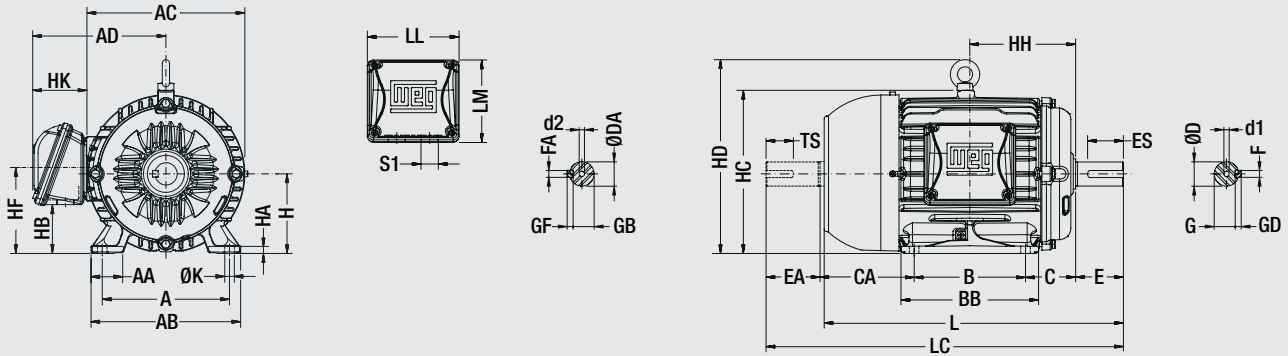 AC
AD
HK
HF
HB
HA
H
AA
ØK
A
AB
LL
LM
S1
weg
d2
FA
ØDA
GF
GB
HH
HD
HC
TS
ES
weg
EA
CA
B
C
E
BB
L
LC
ØD
d1
F
G
GD